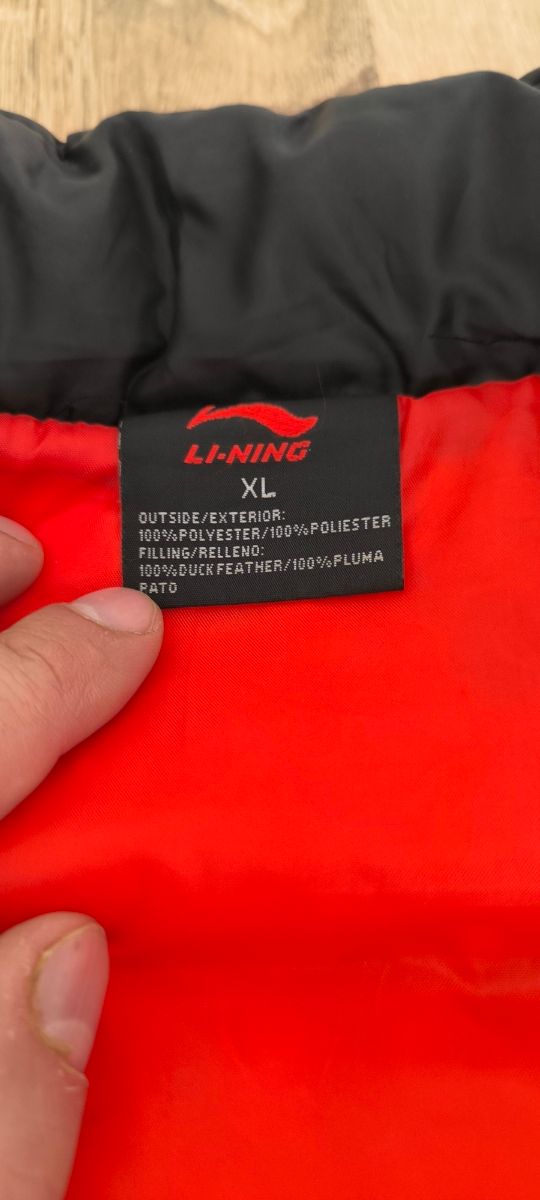 LI-NING
XL
OUTSIDE/EXTERIOR:
100%POLYESTER/100%POLIESTER
FILLING/RELLENO:
100%DUCKFEATHER/100%PLUMA
PATO